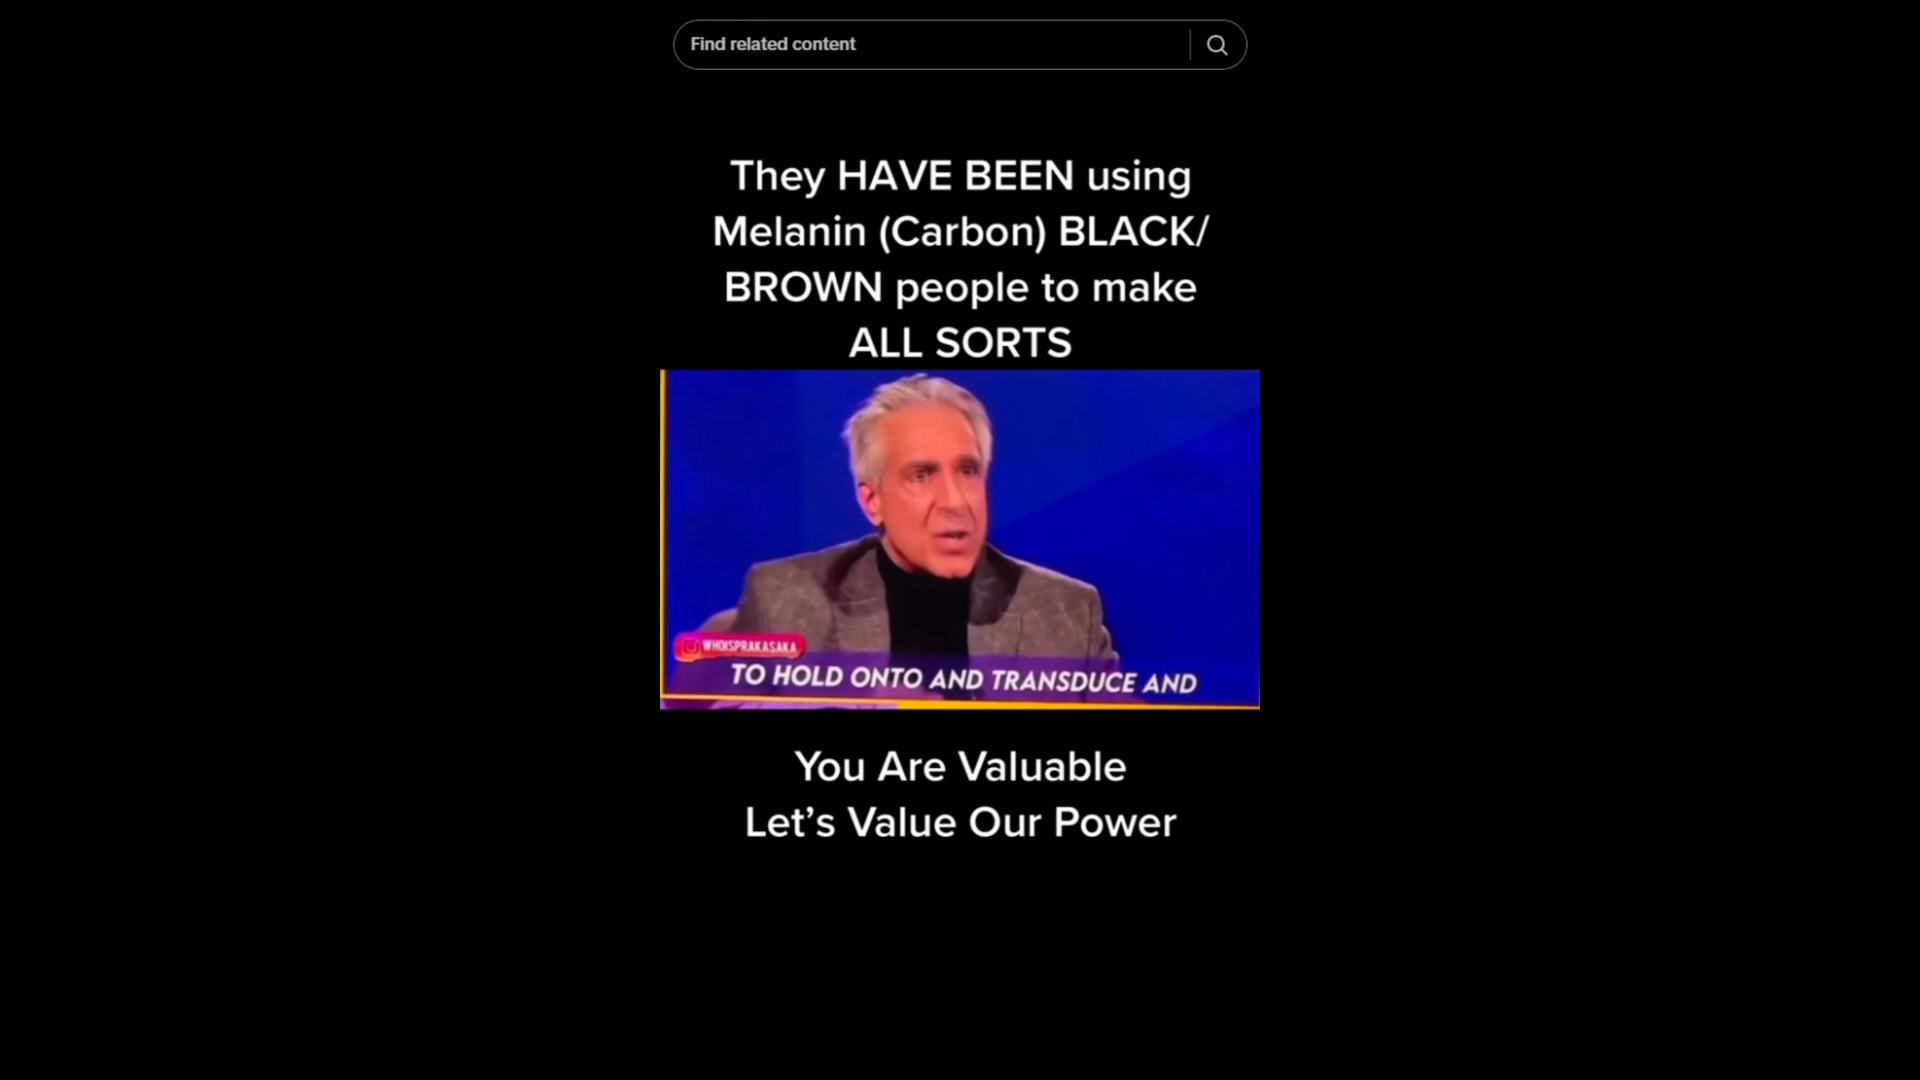 Find related content
They HAVE BEEN using
Melanin (Carbon) BLACK/
BROWN people to make
ALL SORTS
WHOISPRAKASAKA
TO HOLD ONTO AND TRANSDUCE AND
You Are Valuable
Let’s Value Our Power